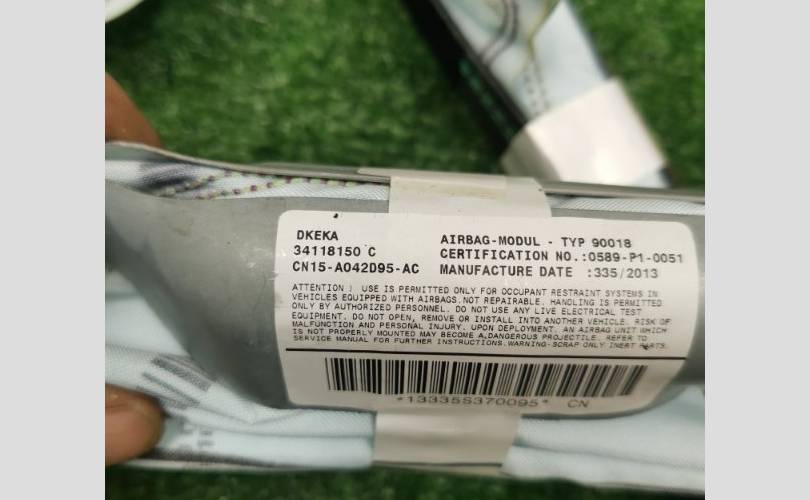 DKEKA
34118150 C
CN15-A042D95-AC
AIRBAG-MODUL - TYP 90018
CERTIFICATION NO.:0589-P1-0051
MANUFACTURE DATE :335/2013
ATTENTION! USE IS PERMITTED ONLY FOR OCCUPANT RESTRAINT SYSTEMS IN
VEHICLES EQUIPPED WITH AIRBAGS.NOT REPAIRABLE. HANDLING IS PERMITTED
ONLY BY AUTHORIZED PERSONNEL. DO NOT USE ANY LIVE ELECTRICAL TEST
EQUIPMENT. DO NOT OPEN, REMOVE OR INSTALL INTO ANOTHER VEHICLE. RISK OF
MALFUNCTION AND PERSONAL INJURY. UPON DEPLOYMENT. AN AIRBAG UNIT WHICH
IS NOT PROPERLY MOUNTED MAY BECOME A,DANGEROUS PROJECTILE. REFER TO
SERVICE MANUAL FOR FURTHER INSTRUCTIONS.WARNING-SCRAP ONLY INERT PARTS.
*13335S370095* CN